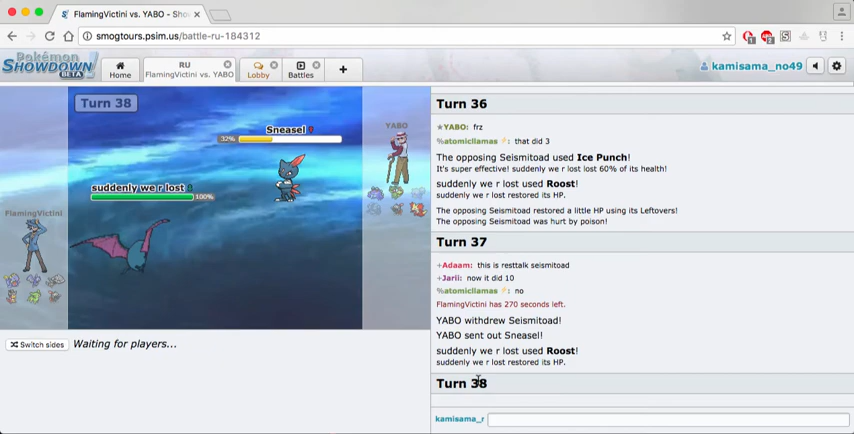 FlamingVictini vs. YABO - Sho
smogtours.psim.us/battle-ru-184312
Pokémon
SHOWDOWN!
BETA
Home
RU
FlamingVictini vs. YABO
Lobby
Battles
kamisama_no49
Turn 38
32%
Sneasel
YABO
suddenly we r lost
100%
FlamingVictini
Switch sides
Waiting for players...
Turn 36
★YABO: frz
%atomicllamas: that did 3
The opposing Seismitoad used Ice Punch!
It's super effective! suddenly we r lost lost 60% of its health!
suddenly we r lost used Roost!
suddenly we r lost restored its HP.
The opposing Seismitoad restored a little HP using its Leftovers!
The opposing Seismitoad was hurt by poison!
Turn 37
+Adaam: this is resttalk seismitoad
+Jarii: now it did 10
%atomicllamas: no
FlamingVictini has 270 seconds left.
YABO withdrew Seismitoad!
YABO sent out Sneasel!
suddenly we r lost used Roost!
suddenly we r lost restored its HP.
Turn 38
kamisama_r